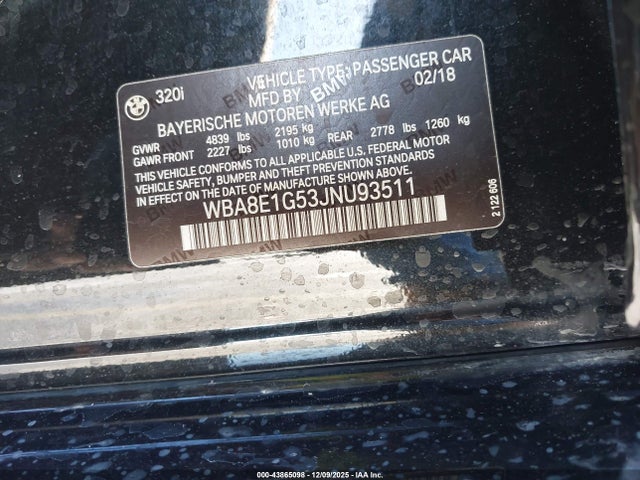 320i
VEHICLE TYPE: PASSENGER CAR
MFD BY 02/18
BAYERISCHE MOTOREN WERKE AG
GVWR 4839 lbs 2195 kg
GAWR FRONT 2227 lbs 1010 kg REAR 2778 lbs 1260 kg
THIS VEHICLE CONFORMS TO ALL APPLICABLE U.S. FEDERAL MOTOR
VEHICLE SAFETY, BUMPER AND THEFT PREVENTION STANDARDS
IN EFFECT ON THE DATE OF MANUFACTURE SHOWN ABOVE.
WBA8E1G53JNU93511
2 122 606
000-43865098 - 12/09/2025 - IAA Inc.